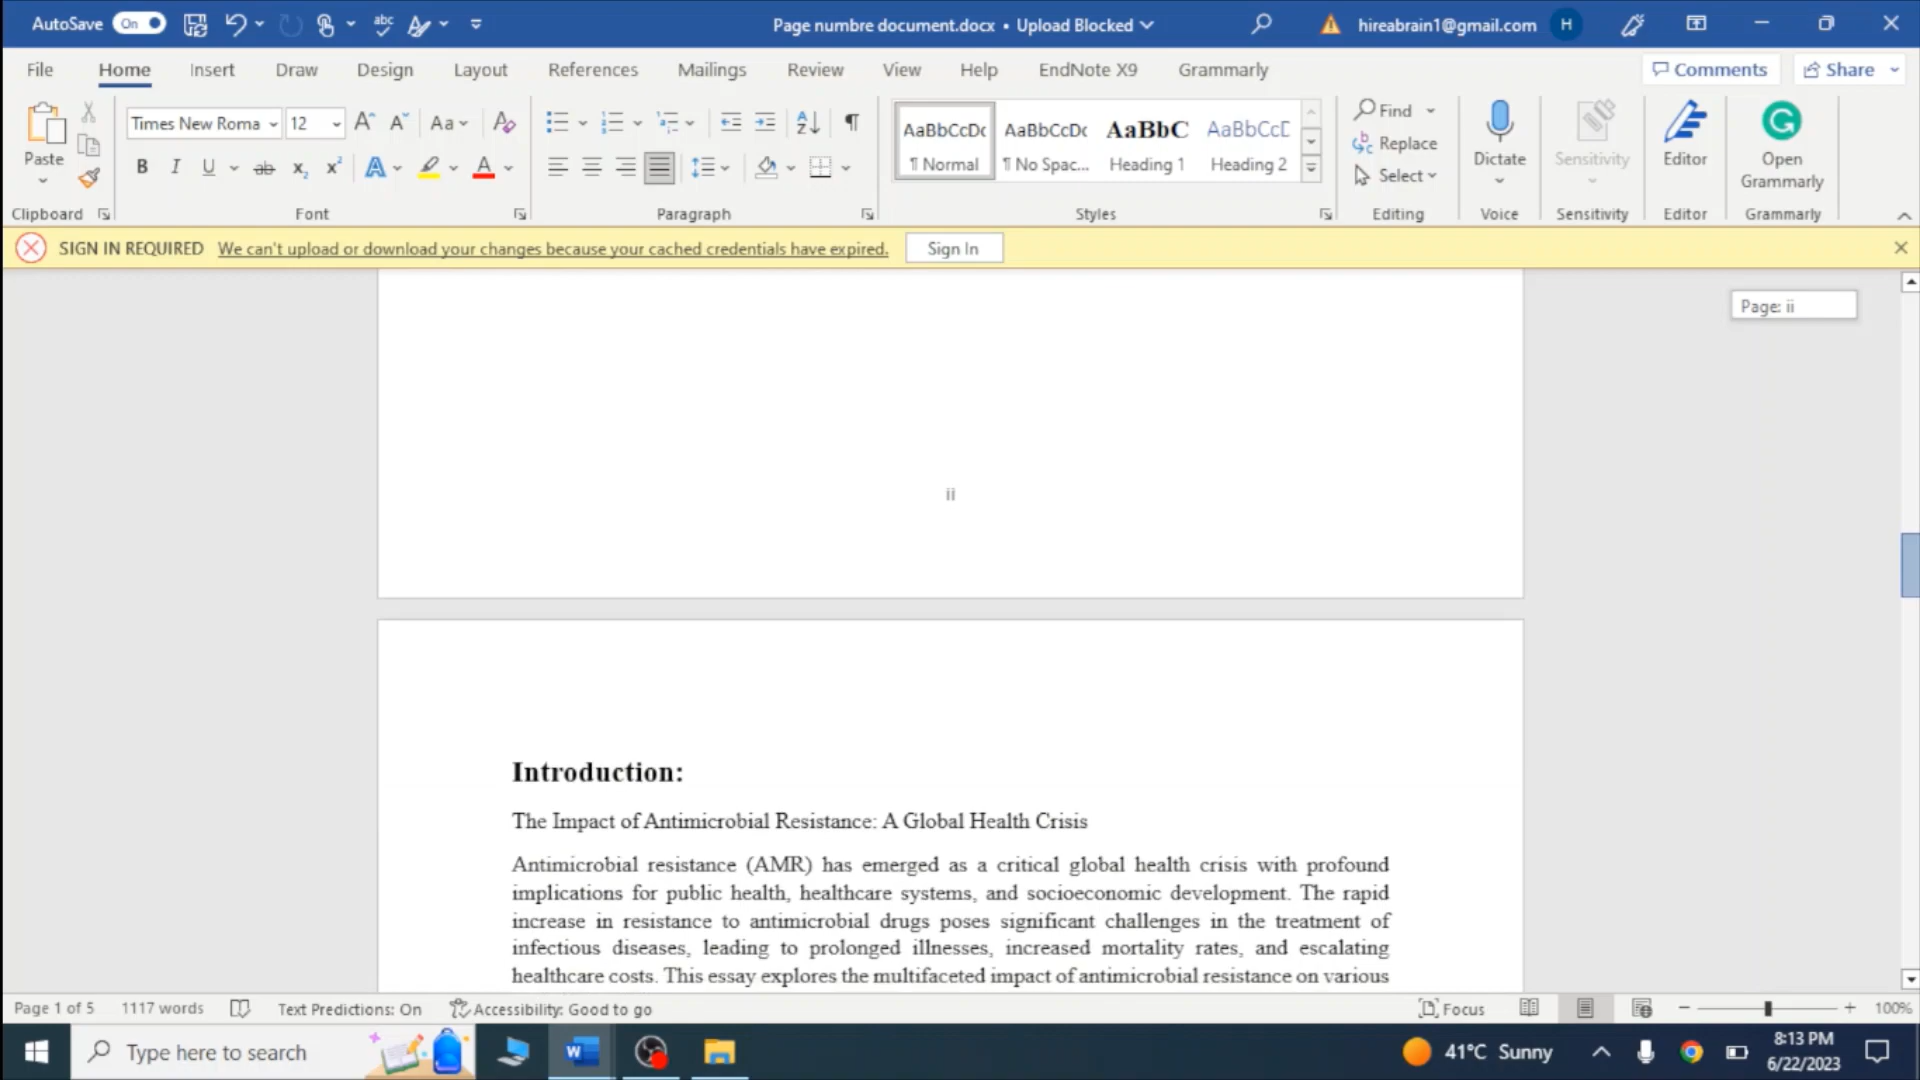 AutoSave On abc Page numbre document.docx • Upload Blocked hireabrain1@gmail.com H
File Home Insert Draw Design Layout References Mailings Review View Help EndNote X9 Grammarly Comments Share
Paste
Times New Roma 12 A A Aa A
B I U ab x₂ x² A A
AaBbCcDc AaBbCcDc AaBbC AaBbCcD
¶ Normal ¶ No Spac... Heading 1 Heading 2
Find
Replace
Select
Dictate Sensitivity Editor Open Grammarly
Clipboard Font Paragraph Styles Editing Voice Sensitivity Editor Grammarly
SIGN IN REQUIRED We can't upload or download your changes because your cached credentials have expired. Sign In
Page: ii
ii
Introduction:
The Impact of Antimicrobial Resistance: A Global Health Crisis
Antimicrobial resistance (AMR) has emerged as a critical global health crisis with profound
implications for public health, healthcare systems, and socioeconomic development. The rapid
increase in resistance to antimicrobial drugs poses significant challenges in the treatment of
infectious diseases, leading to prolonged illnesses, increased mortality rates, and escalating
healthcare costs. This essay explores the multifaceted impact of antimicrobial resistance on various
Page 1 of 5 1117 words Text Predictions: On Accessibility: Good to go Focus 100%
Type here to search 41°C Sunny 8:13 PM
6/22/2023